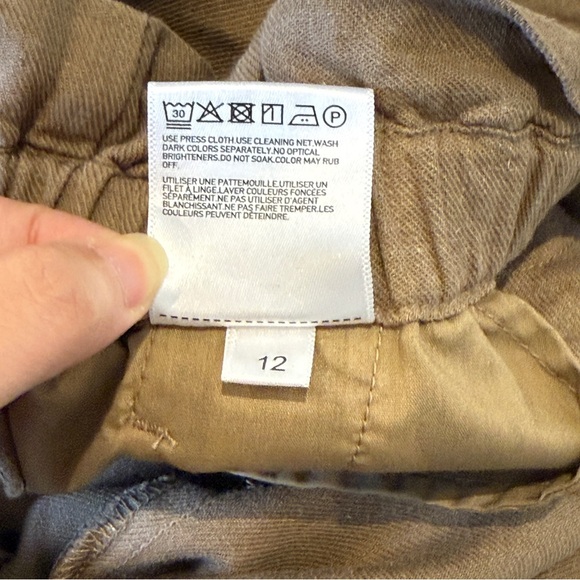 30 P
USE PRESS CLOTH.USE CLEANING NET.WASH
DARK COLORS SEPARATELY.NO OPTICAL
BRIGHTENERS.DO NOT SOAK.COLOR MAY RUB
OFF.
UTILISER UNE PATTEMOUILLE.UTILISER UN
FILET À LINGE.LAVER COULEURS FONCÉES
SÉPARÉMENT.NE PAS UTILISER D'AGENT
BLANCHISSANT.NE PAS FAIRE TREMPER.LES
COULEURS PEUVENT DÉTEINDRE.
12